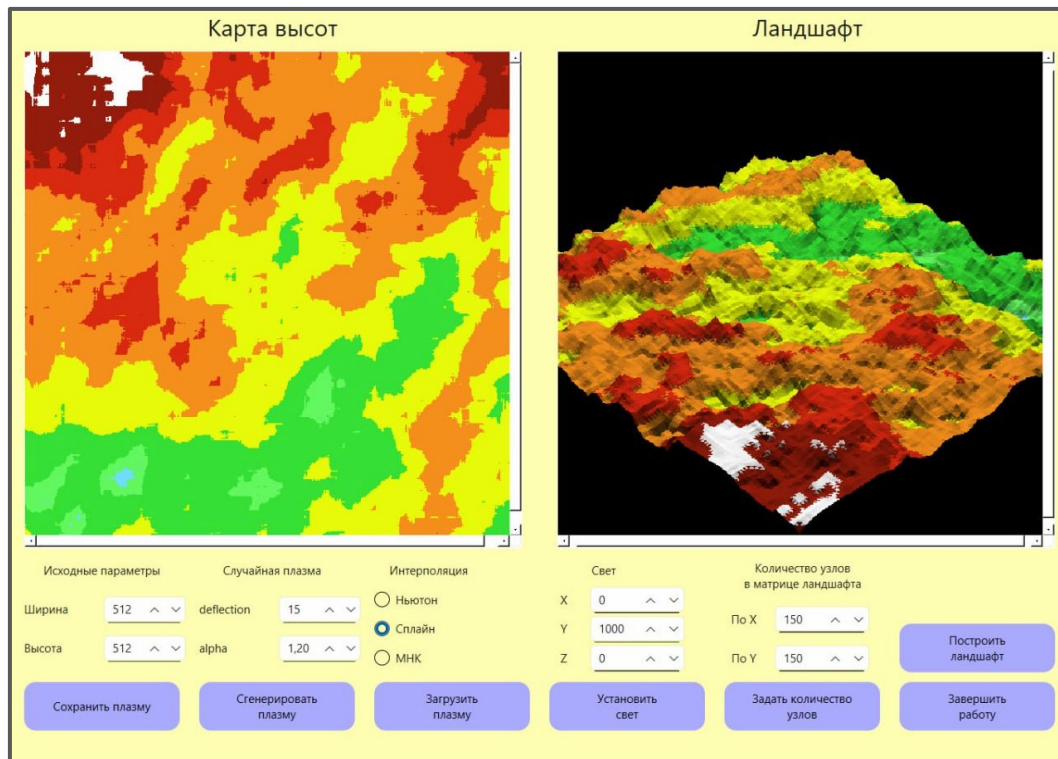 Карта высот
Ландшафт
Исходные параметры
Случайная плазма
Интерполяция
Свет
Количество узлов
в матрице ландшафта
Ширина 512
deflection 15
Ньютон
X 0
По X 150
Сплайн
Y 1000
Высота 512
alpha 1,20
МНК
Z 0
По Y 150
Построить
ландшафт
Сохранить плазму
Сгенерировать
плазму
Загрузить
плазму
Установить
свет
Задать количество
узлов
Завершить
работу